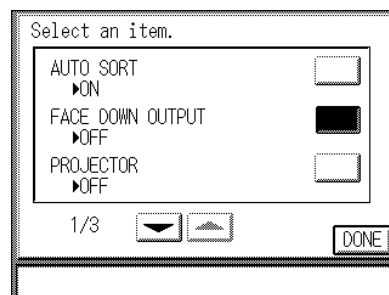 Select an item.
AUTO SORT
▶ON
FACE DOWN OUTPUT
▶OFF
PROJECTOR
▶OFF
1/3
DONE